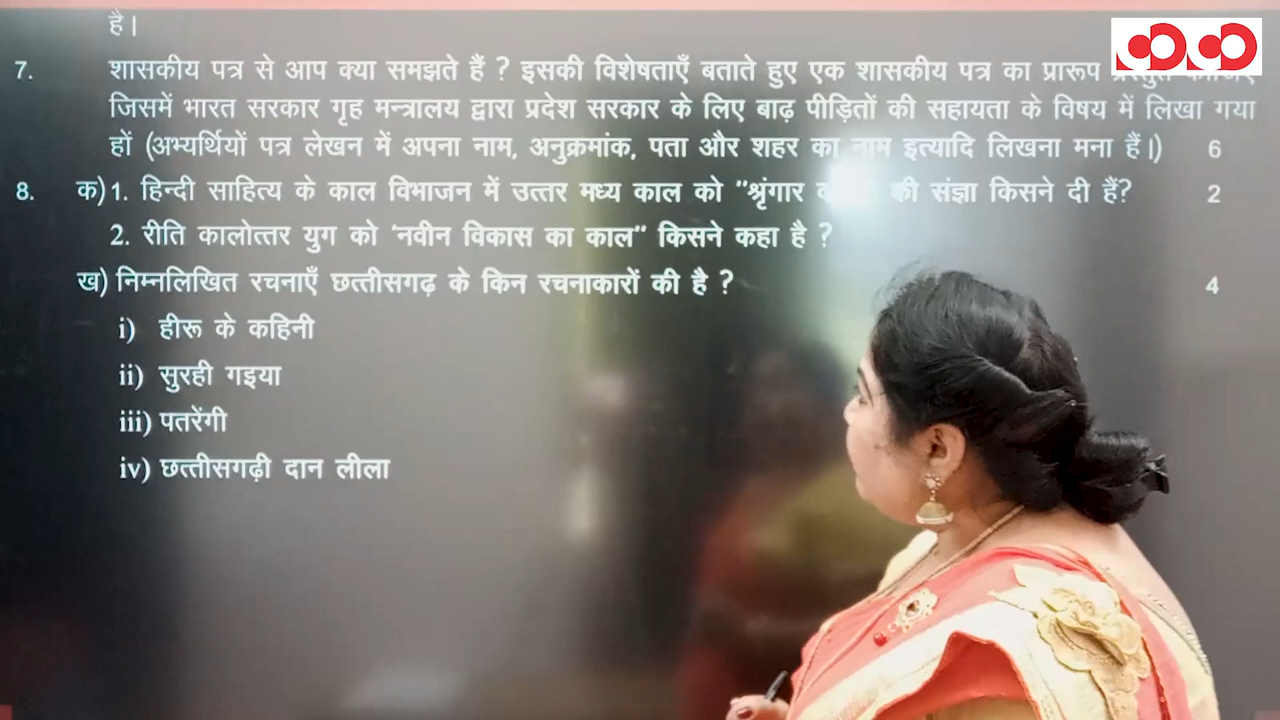 है।
7. शासकीय पत्र से आप क्या समझते हैं ? इसकी विशेषताएँ बताते हुए एक शासकीय पत्र का प्रारूप
जिसमें भारत सरकार गृह मन्त्रालय द्वारा प्रदेश सरकार के लिए बाढ़ पीड़ितों की सहायता के विषय में लिखा गया
हों (अभ्यर्थियों पत्र लेखन में अपना नाम, अनुक्रमांक, पता और शहर का नाम इत्यादि लिखना मना हैं।) 6
8. क) 1. हिन्दी साहित्य के काल विभाजन में उत्तर मध्य काल को "श्रृंगार की संज्ञा किसने दी हैं? 2
2. रीति कालोत्तर युग को 'नवीन विकास का काल" किसने कहा है ?
ख) निम्नलिखित रचनाएँ छत्तीसगढ़ के किन रचनाकारों की है ? 4
i) हीरू के कहिनी
ii) सुरही गइया
iii) पतरेंगी
iv) छत्तीसगढ़ी दान लीला